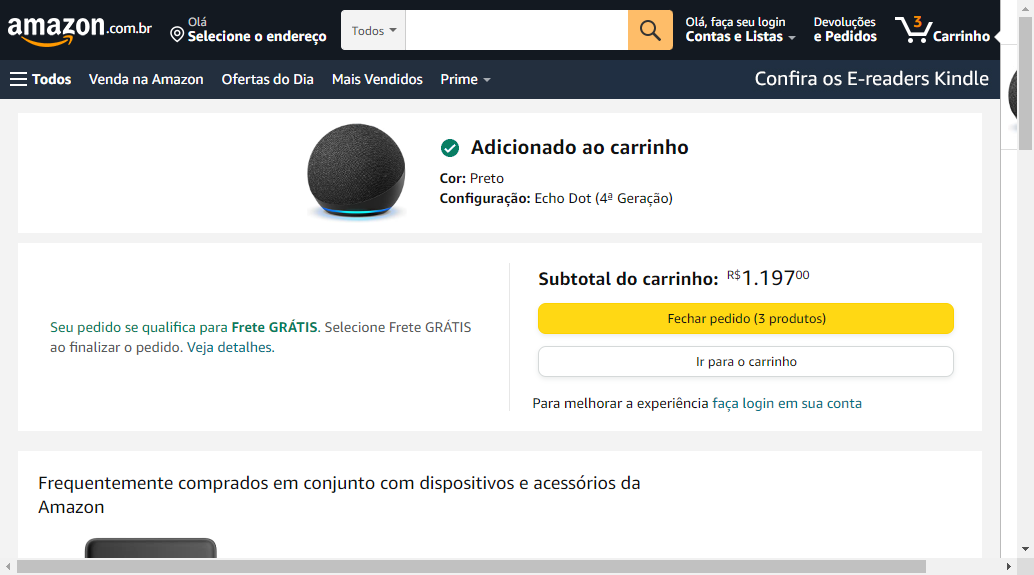 amazon.com.br
Olá
Selecione o endereço
Todos
Olá, faça seu login
Contas e Listas
Devoluções
e Pedidos
3
Carrinho
Todos
Venda na Amazon
Ofertas do Dia
Mais Vendidos
Prime
Confira os E-readers Kindle
Adicionado ao carrinho
Cor: Preto
Configuração: Echo Dot (4ª Geração)
Seu pedido se qualifica para Frete GRÁTIS. Selecione Frete GRÁTIS
ao finalizar o pedido. Veja detalhes.
Subtotal do carrinho: R$1.19700
Fechar pedido (3 produtos)
Ir para o carrinho
Para melhorar a experiência faça login em sua conta
Frequentemente comprados em conjunto com dispositivos e acessórios da
Amazon